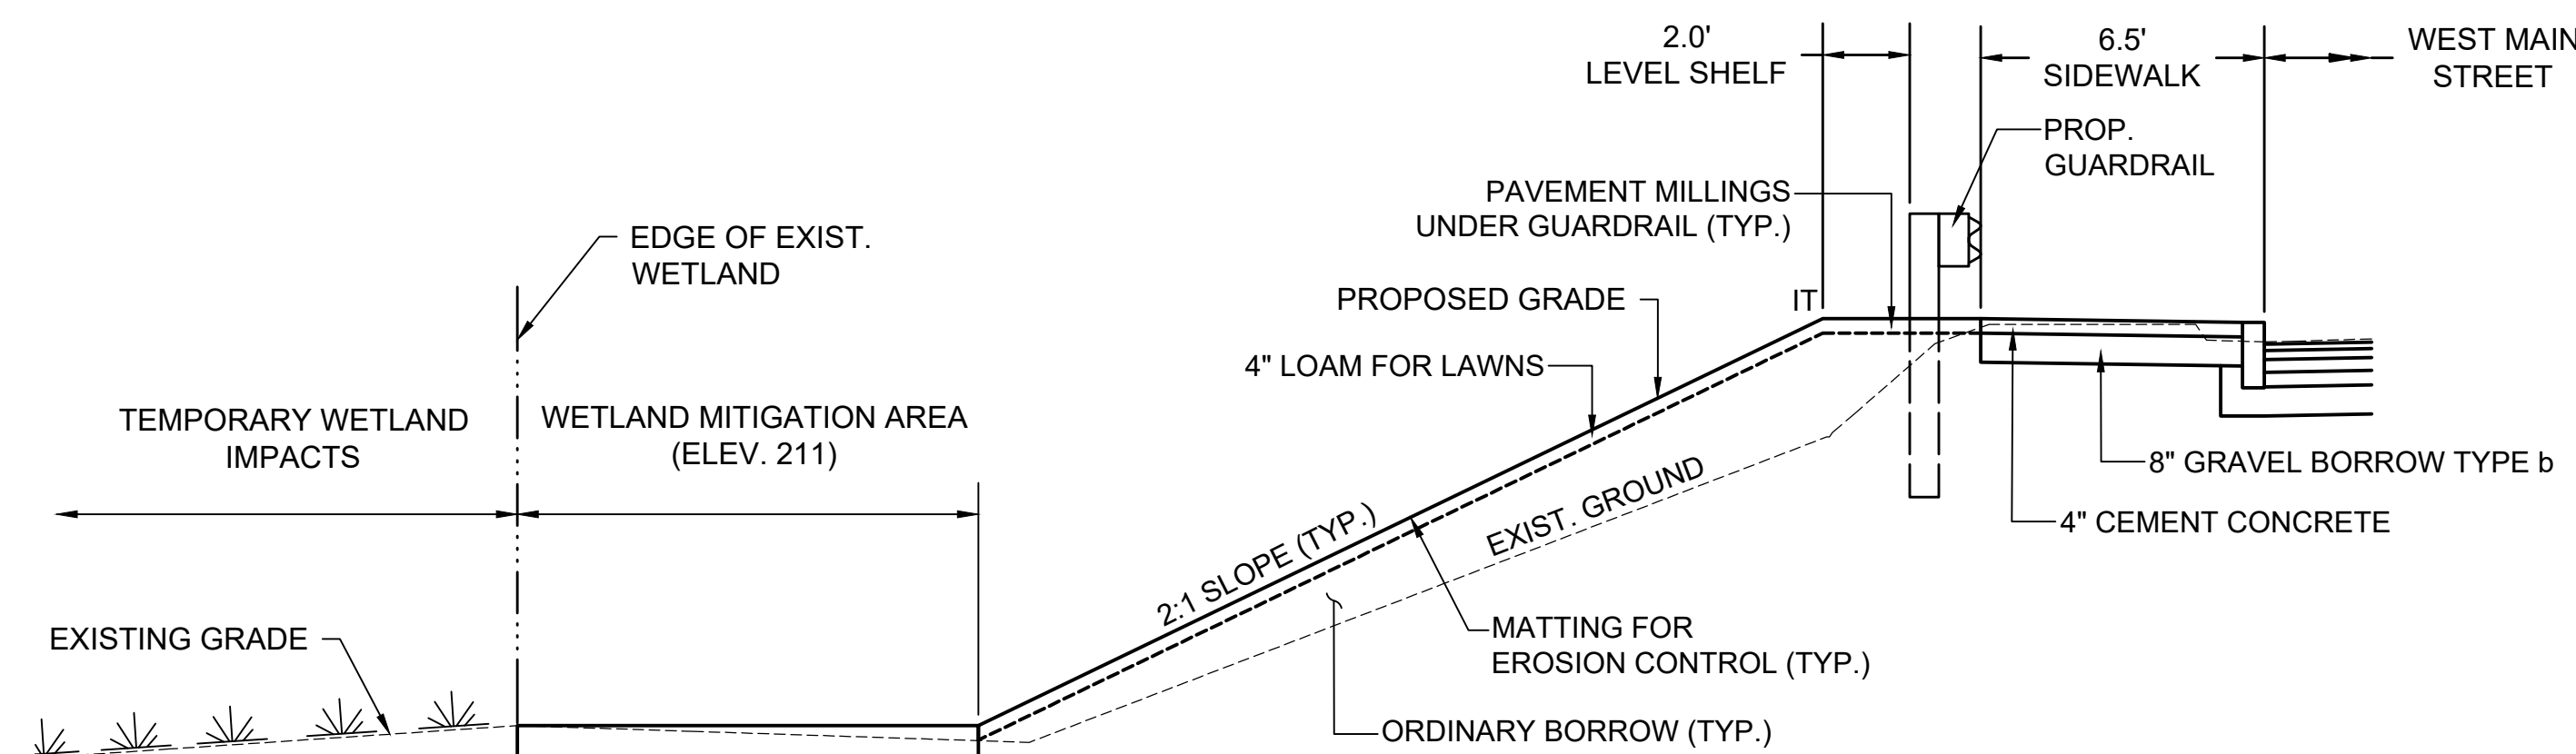 2.0'
LEVEL SHELF
6.5'
SIDEWALK
WEST MAIN
STREET
PROP.
GUARDRAIL
PAVEMENT MILLINGS
UNDER GUARDRAIL (TYP.)
EDGE OF EXIST.
WETLAND
PROPOSED GRADE
IT
4" LOAM FOR LAWNS
TEMPORARY WETLAND
IMPACTS
WETLAND MITIGATION AREA
(ELEV. 211)
8" GRAVEL BORROW TYPE b
4" CEMENT CONCRETE
2:1 SLOPE (TYP.)
EXIST. GROUND
EXISTING GRADE
MATTING FOR
EROSION CONTROL (TYP.)
ORDINARY BORROW (TYP.)